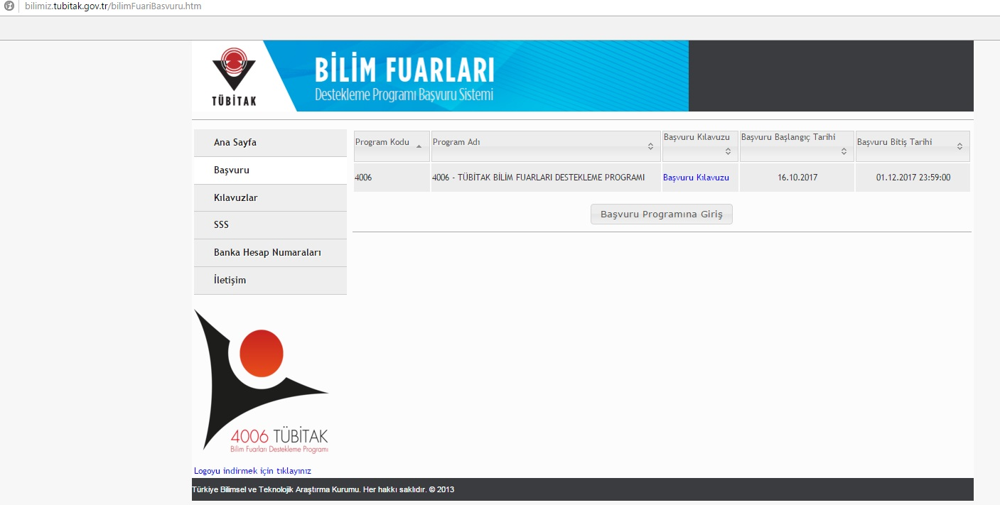 bilimiz.tubitak.gov.tr/bilimFuariBasvuru.htm
TÜBİTAK
BİLİM FUARLARI
Destekleme Programı Başvuru Sistemi
Ana Sayfa
Başvuru
Kılavuzlar
SSS
Banka Hesap Numaraları
İletişim
Program Kodu Program Adı Başvuru Kılavuzu Başvuru Başlangıç Tarihi Başvuru Bitiş Tarihi
4006 4006 - TÜBİTAK BİLİM FUARLARI DESTEKLEME PROGRAMI Başvuru Kılavuzu 16.10.2017 01.12.2017 23:59:00
Başvuru Programına Giriş
4006 TÜBİTAK
Bilim Fuarları Destekleme Programı
Logoyu indirmek için tıklayınız
Türkiye Bilimsel ve Teknolojik Araştırma Kurumu. Her hakkı saklıdır. © 2013